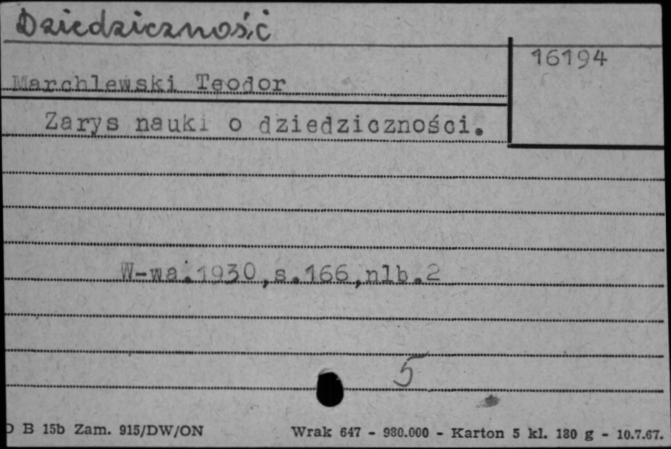 Dziedziczność
16194
Marchlewski Teodor
Zarys nauki o dziedziczności.
W-wa.1930,s.166,nlb.2
5
D B 15b Zam. 915/DW/ON Wrak 647 - 980.000 - Karton 5 kl. 180 g - 10.7.67.